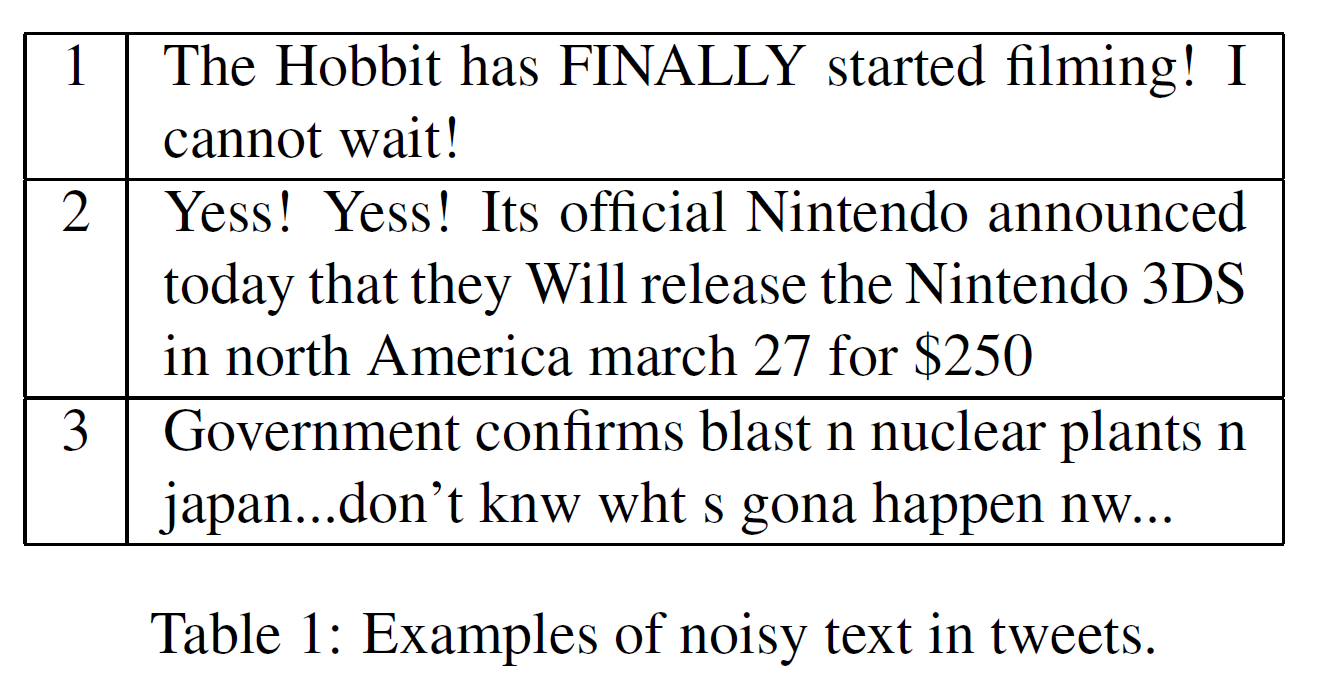 1 The Hobbit has FINALLY started filming! I
cannot wait!
2 Yess! Yess! Its official Nintendo announced
today that they Will release the Nintendo 3DS
in north America march 27 for $250
3 Government confirms blast n nuclear plants n
japan...don’t knw wht s gona happen nw...
Table 1: Examples of noisy text in tweets.